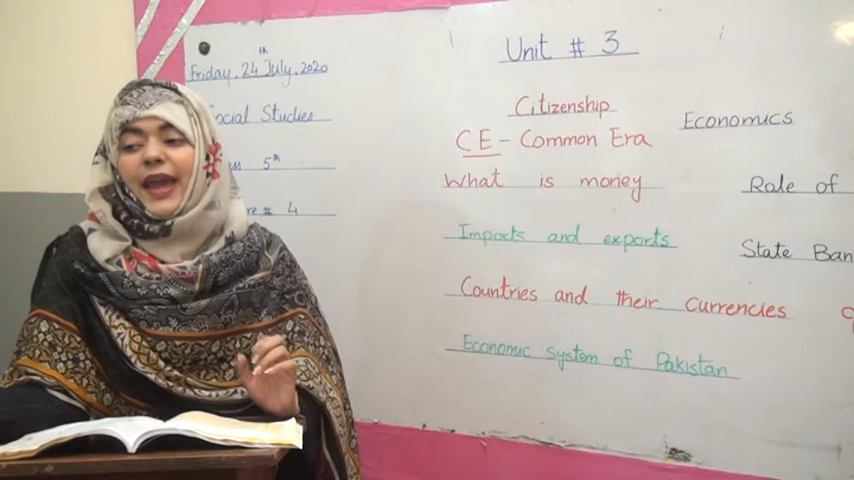 Friday, 24th July, 2020
Social Studies
5th
# 4
Unit # 3
Citizenship
CE - Common Era
Economics
What is money
Role of
Imports and exports
State Ban
Countries and their currencies
Economic system of Pakistan